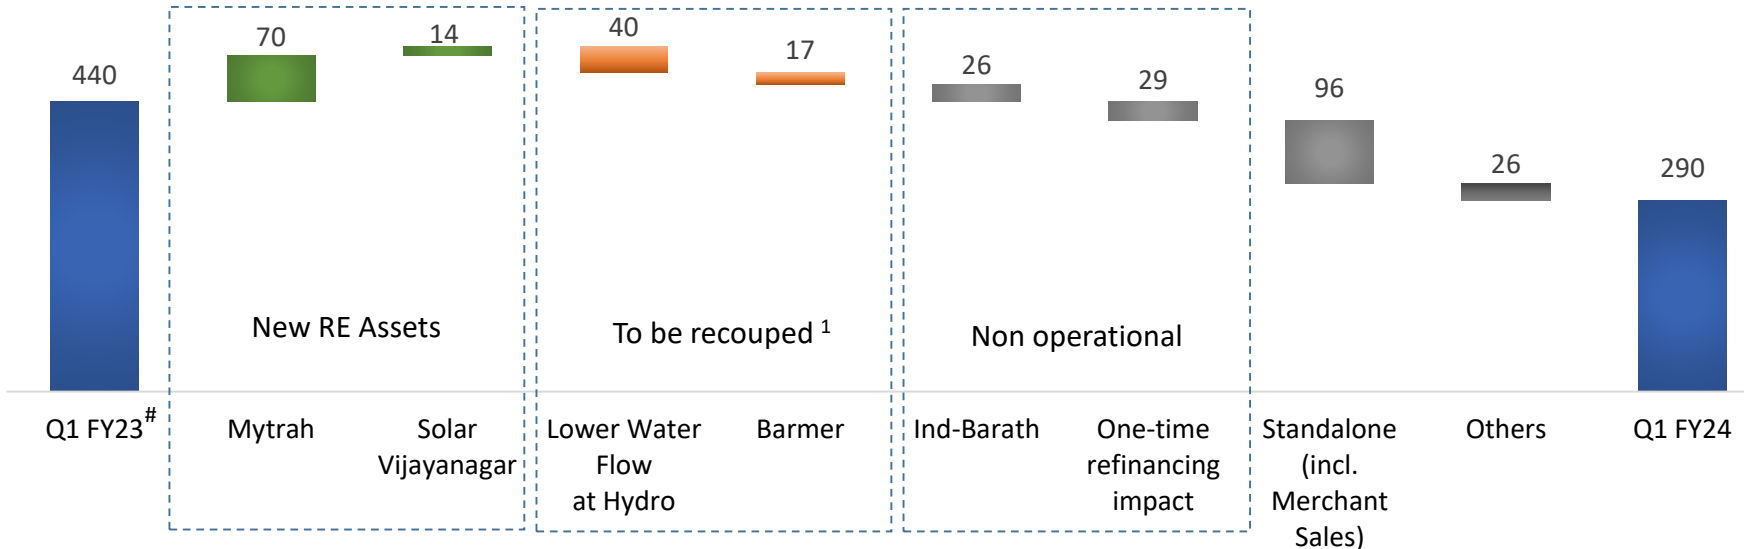 440
70
14
40
17
26
29
96
26
290
New RE Assets
To be recouped 1
Non operational
Q1 FY23#
Mytrah
Solar
Vijayanagar
Lower Water
Flow
at Hydro
Barmer
Ind-Barath
One-time
refinancing
impact
Standalone
(incl.
Merchant
Sales)
Others
Q1 FY24